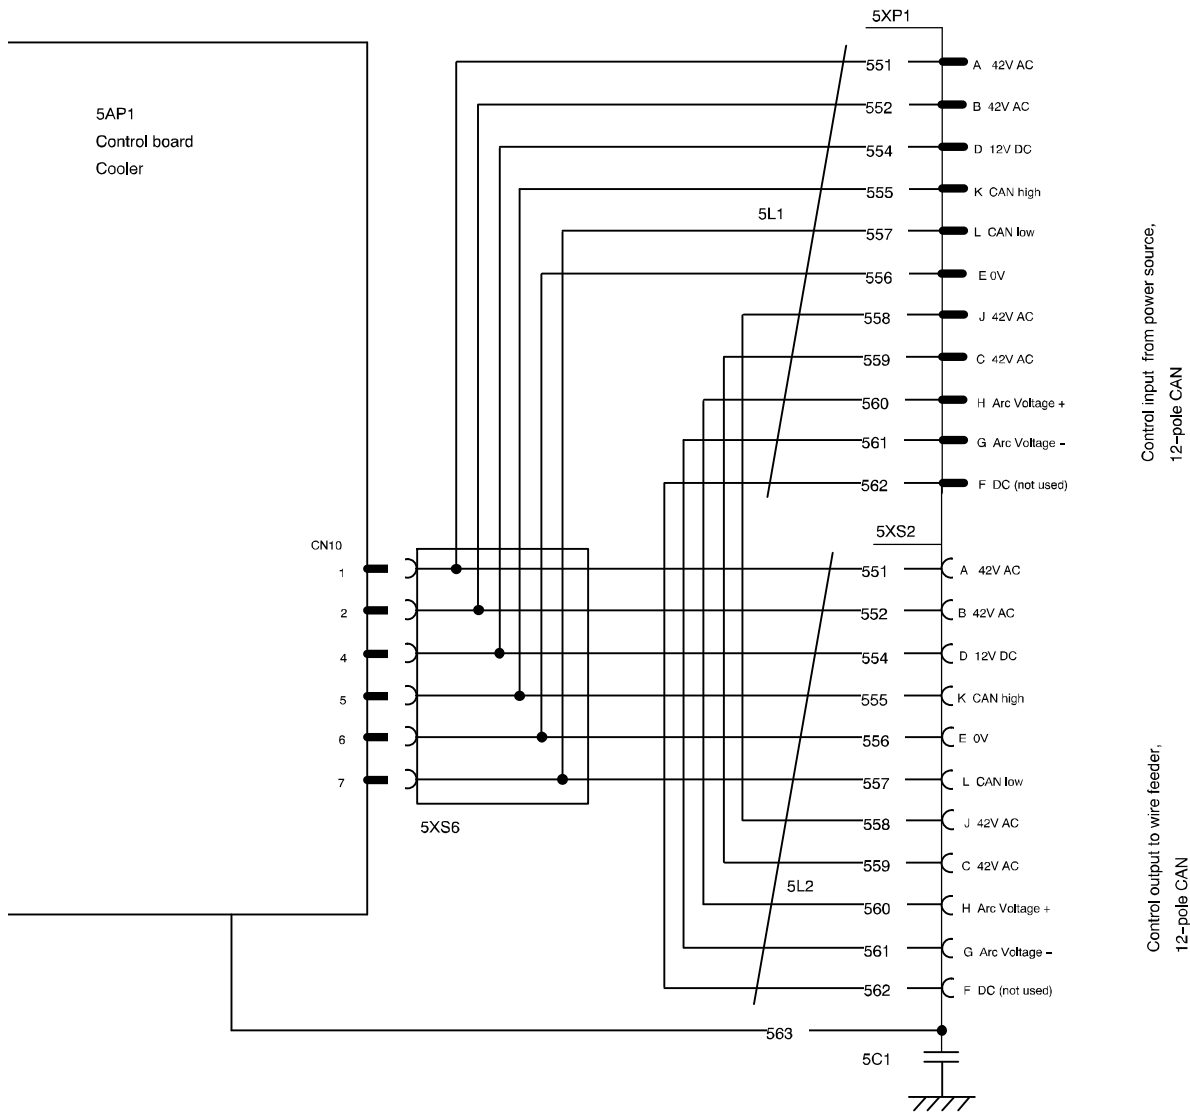 5XP1
5AP1
Control board
Cooler
551 A 42V AC
552 B 42V AC
554 D 12V DC
555 K CAN high
5L1
557 L CAN low
556 E 0V
558 J 42V AC
559 C 42V AC
560 H Arc Voltage +
561 G Arc Voltage –
562 F DC (not used)
Control input from power source,
12–pole CAN
5XS2
CN10
1 551 A 42V AC
2 552 B 42V AC
4 554 D 12V DC
5 555 K CAN high
6 556 E 0V
7 557 L CAN low
5XS6
558 J 42V AC
559 C 42V AC
5L2
560 H Arc Voltage +
561 G Arc Voltage –
562 F DC (not used)
Control output to wire feeder,
12–pole CAN
563
5C1